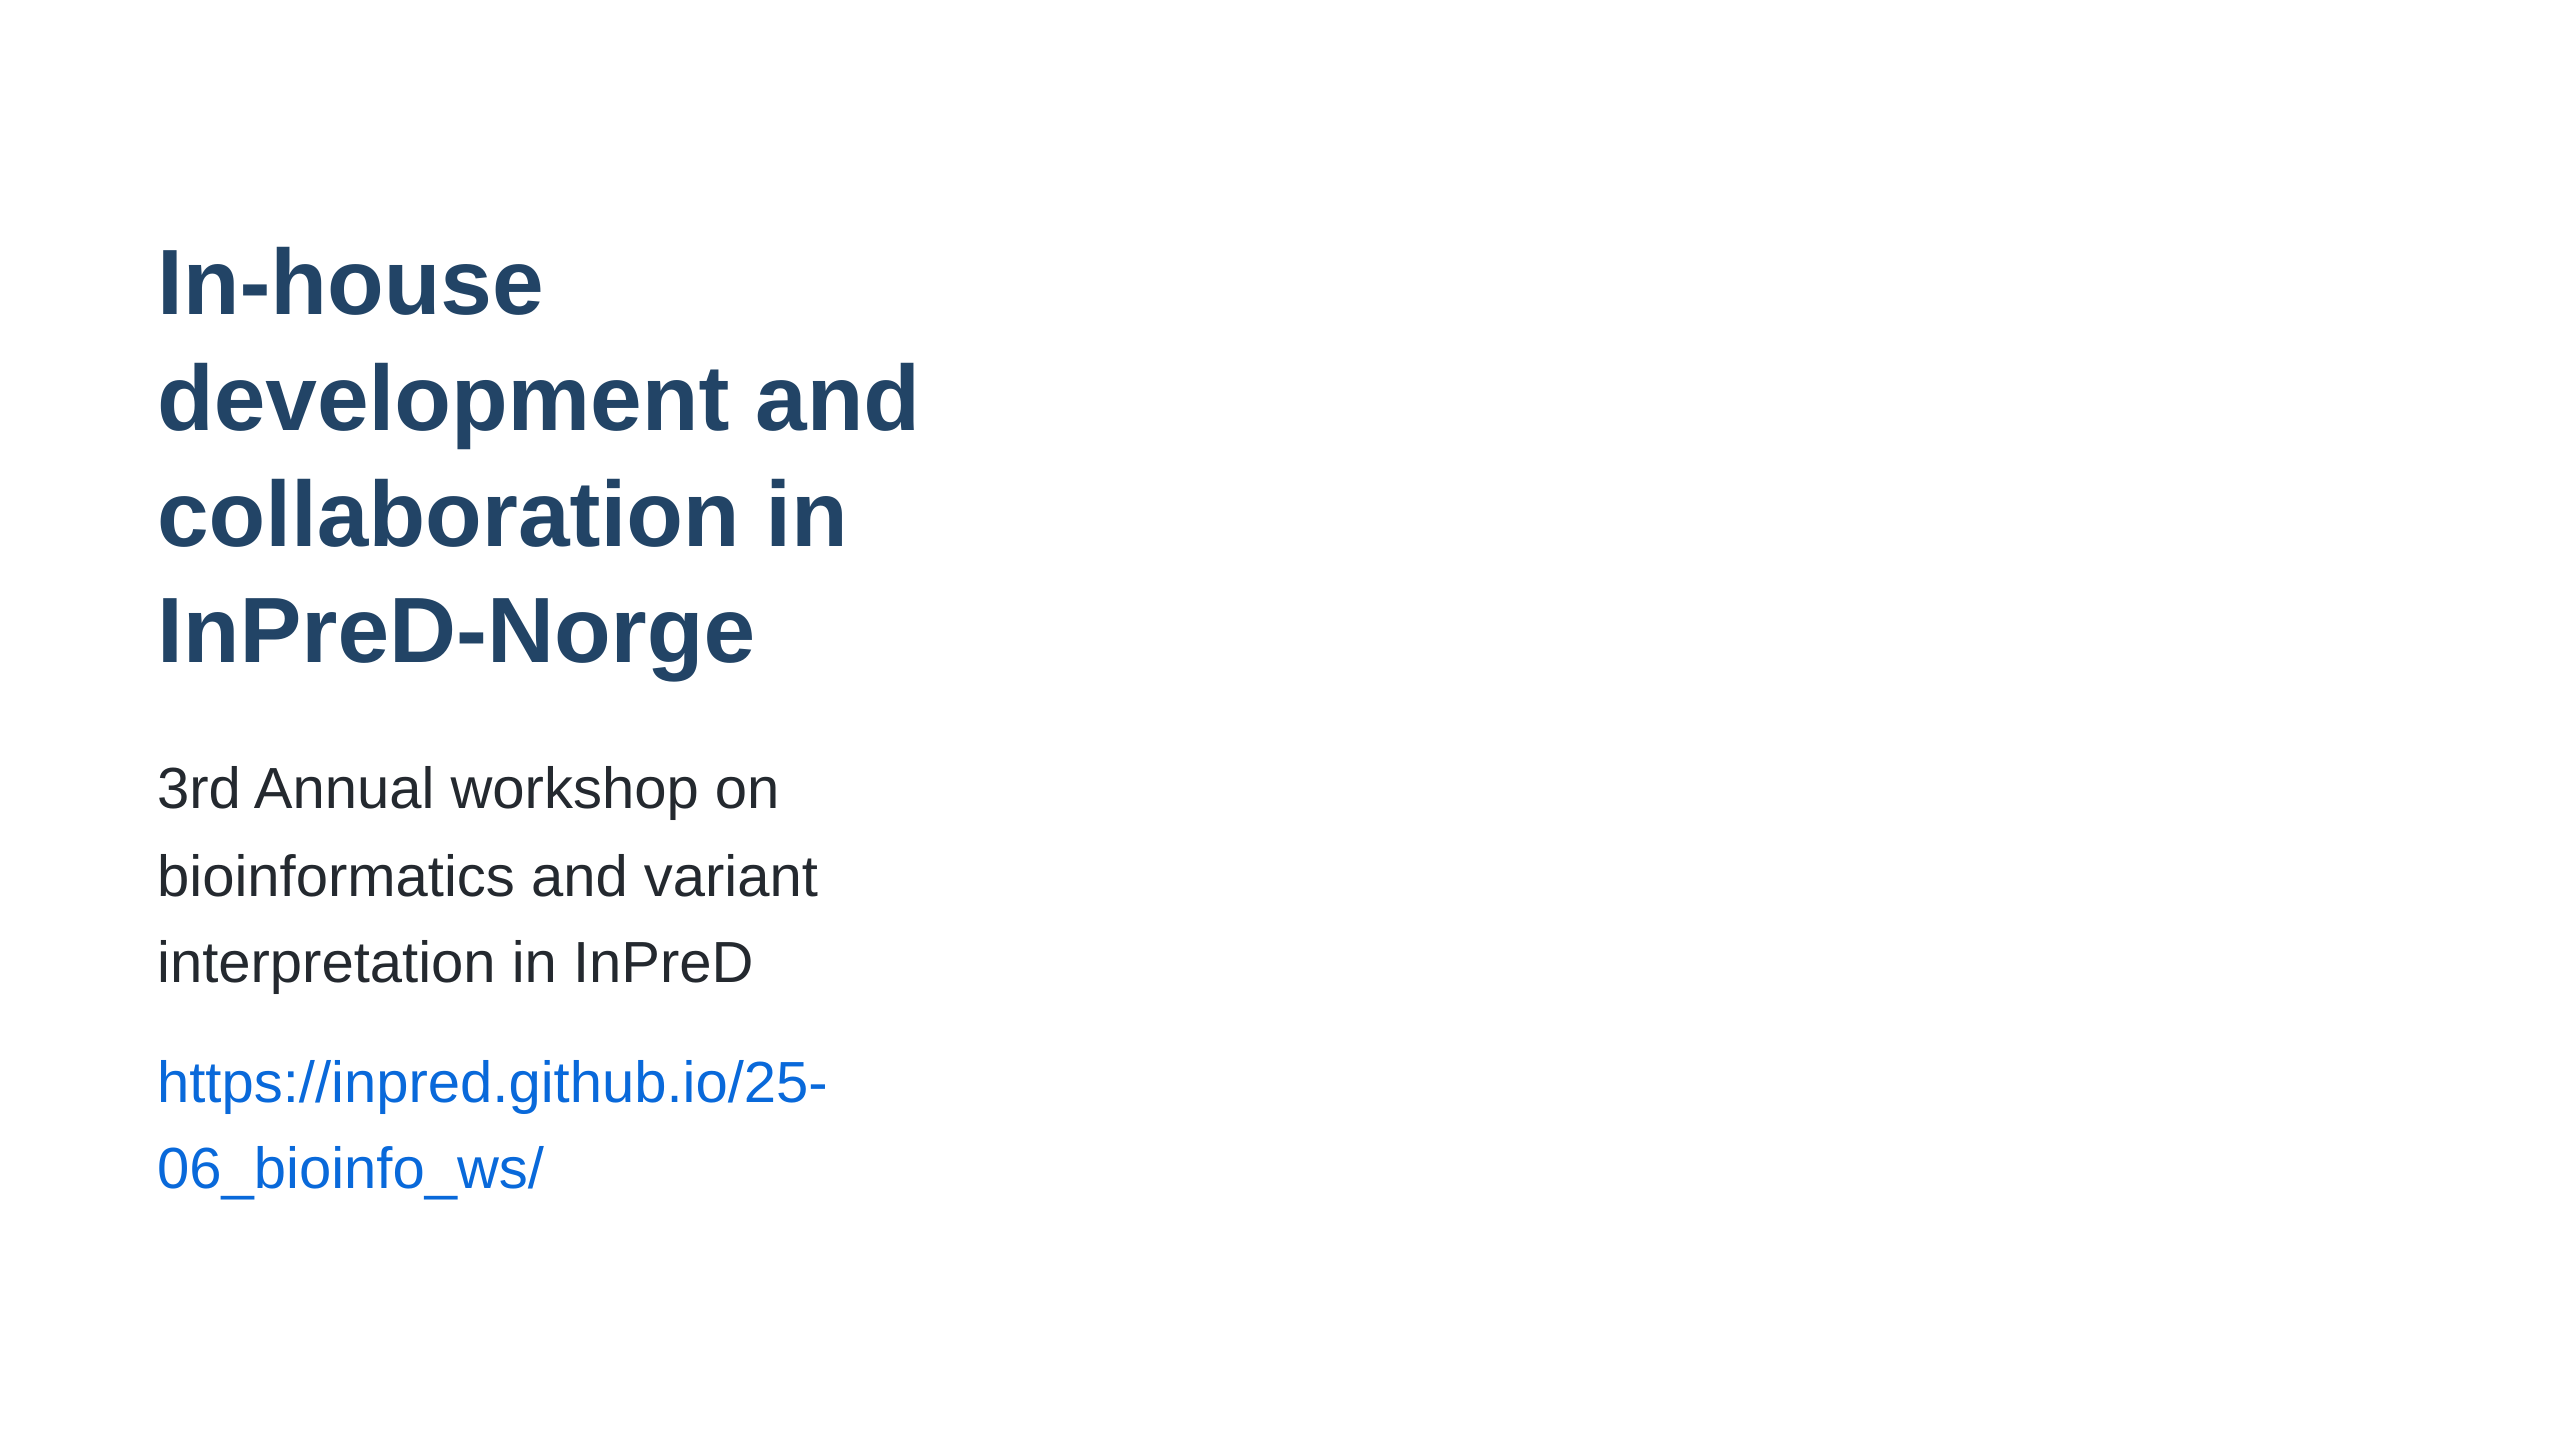 In-house
development and
collaboration in
InPreD-Norge
3rd Annual workshop on
bioinformatics and variant
interpretation in InPreD
https://inpred.github.io/25-
06_bioinfo_ws/